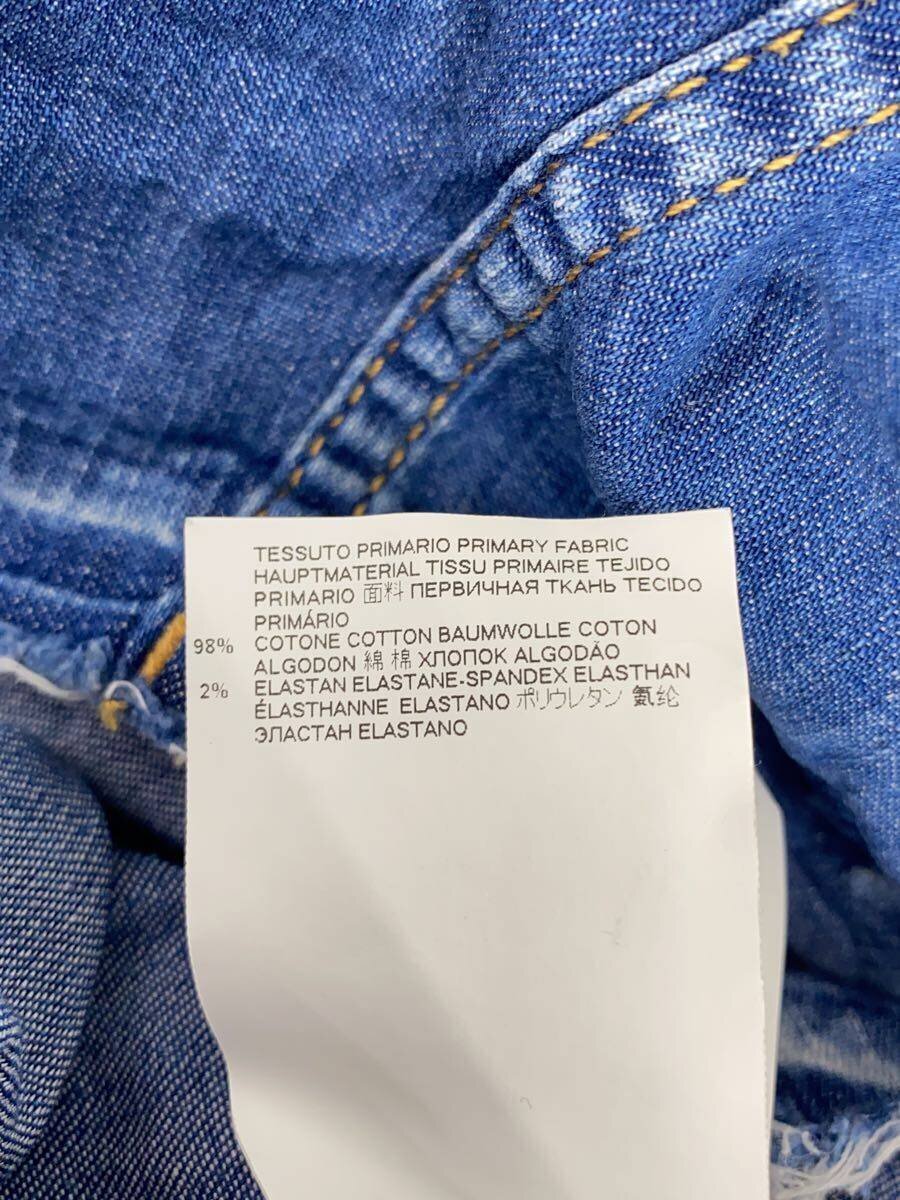 TESSUTO PRIMARIO PRIMARY FABRIC
HAUPTMATERIAL TISSU PRIMAIRE TEJIDO
PRIMARIO 面料 ПЕРВИЧНАЯ ТКАНЬ TECIDO
PRIMÁRIO
98% COTONE COTTON BAUMWOLLE COTON
ALGODON 綿 棉 ХЛОПОК ALGODÃO
2% ELASTAN ELASTANE-SPANDEX ELASTHAN
ÉLASTHANNE ELASTANO ポリウレタン 氨纶
ЭЛАСТАН ELASTANO